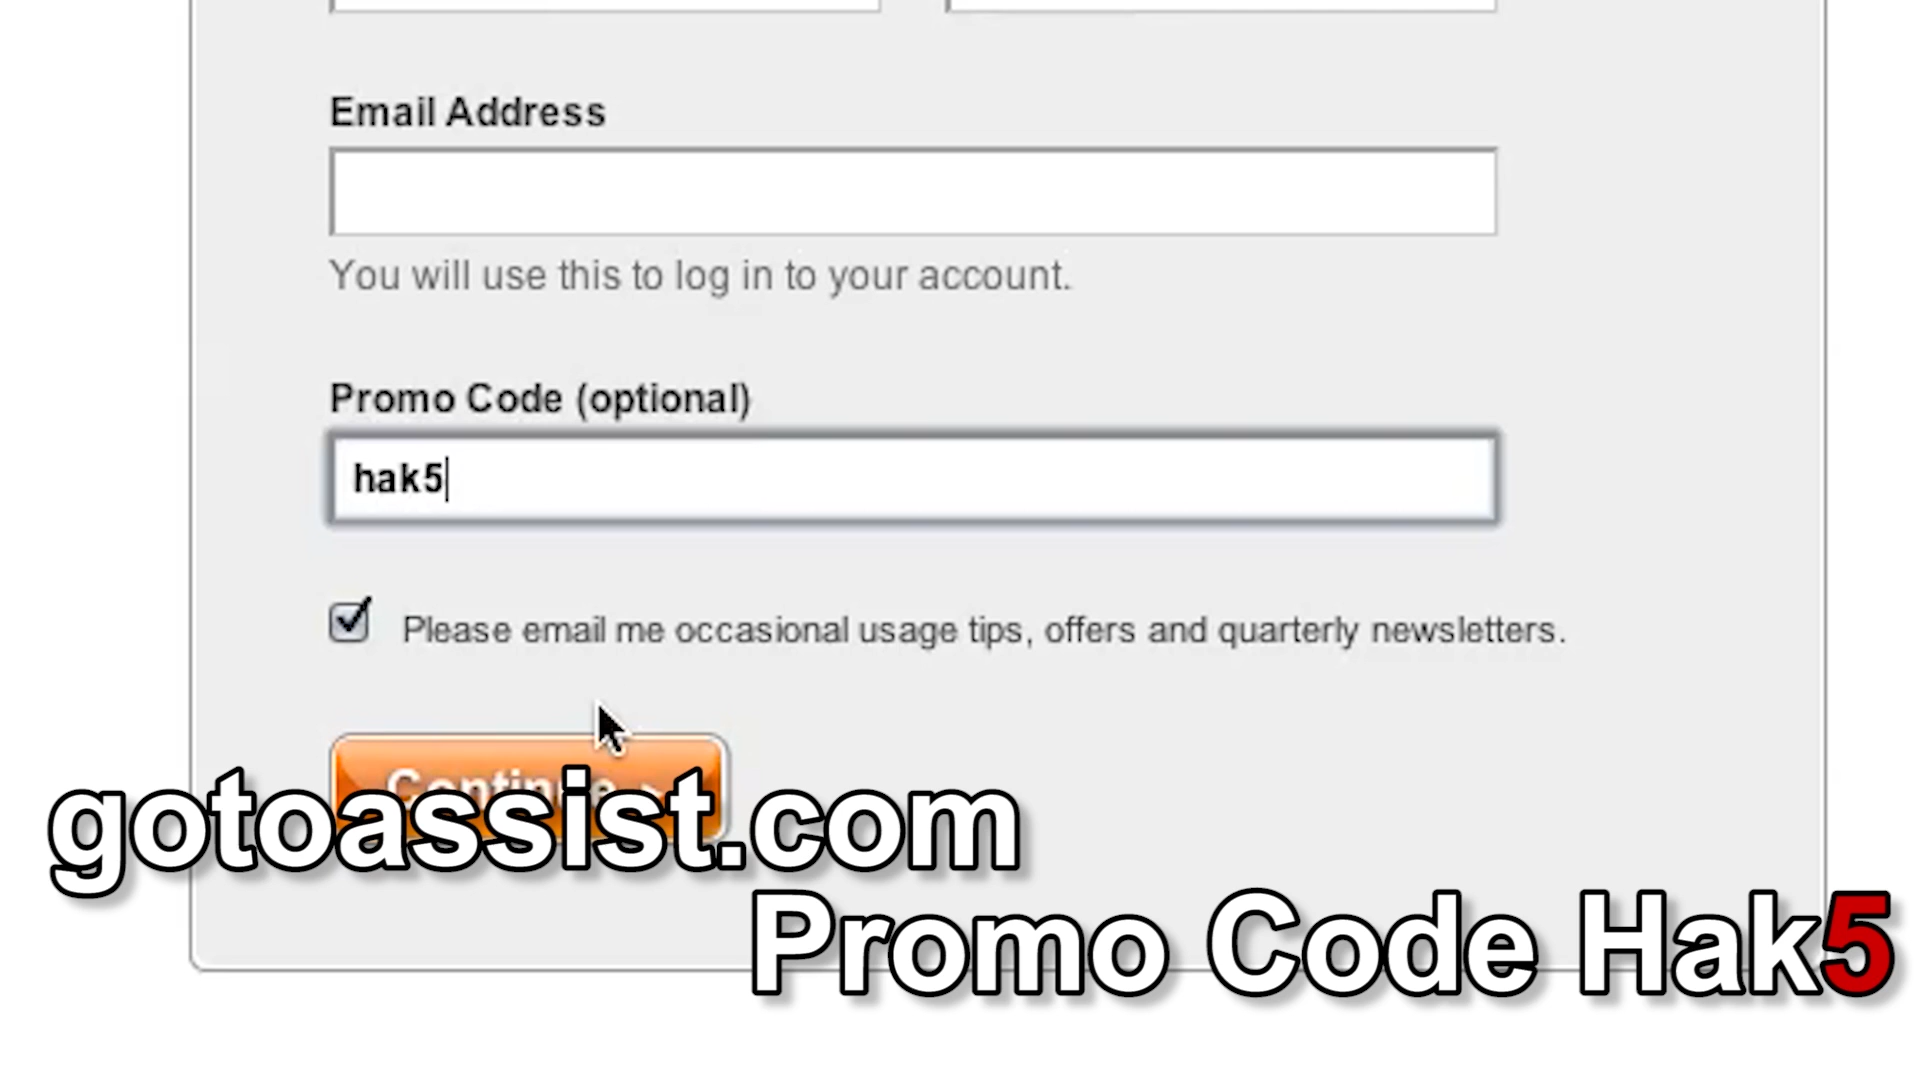 Email Address
You will use this to log in to your account.
Promo Code (optional)
hak5
Please email me occasional usage tips, offers and quarterly newsletters.
Continue
gotoassist.com
Promo Code Hak5